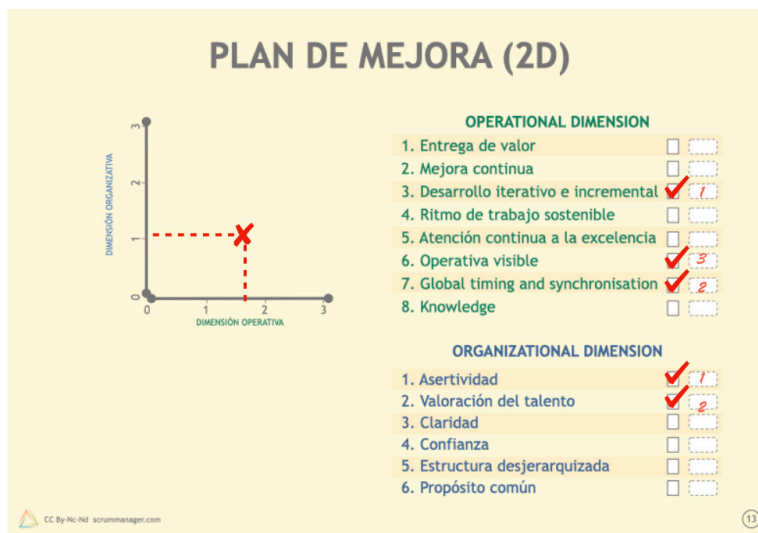 PLAN DE MEJORA (2D)
DIMENSIÓN ORGANIZATIVA
3
2
1
0
0 1 2 3
DIMENSIÓN OPERATIVA
OPERATIONAL DIMENSION
1. Entrega de valor
2. Mejora continua
3. Desarrollo iterativo e incremental 1
4. Ritmo de trabajo sostenible
5. Atención continua a la excelencia
6. Operativa visible 3
7. Global timing and synchronisation 2
8. Knowledge
ORGANIZATIONAL DIMENSION
1. Asertividad 1
2. Valoración del talento 2
3. Claridad
4. Confianza
5. Estructura desjerarquizada
6. Propósito común
CC By-Nc-Nd scrummanager.com
13